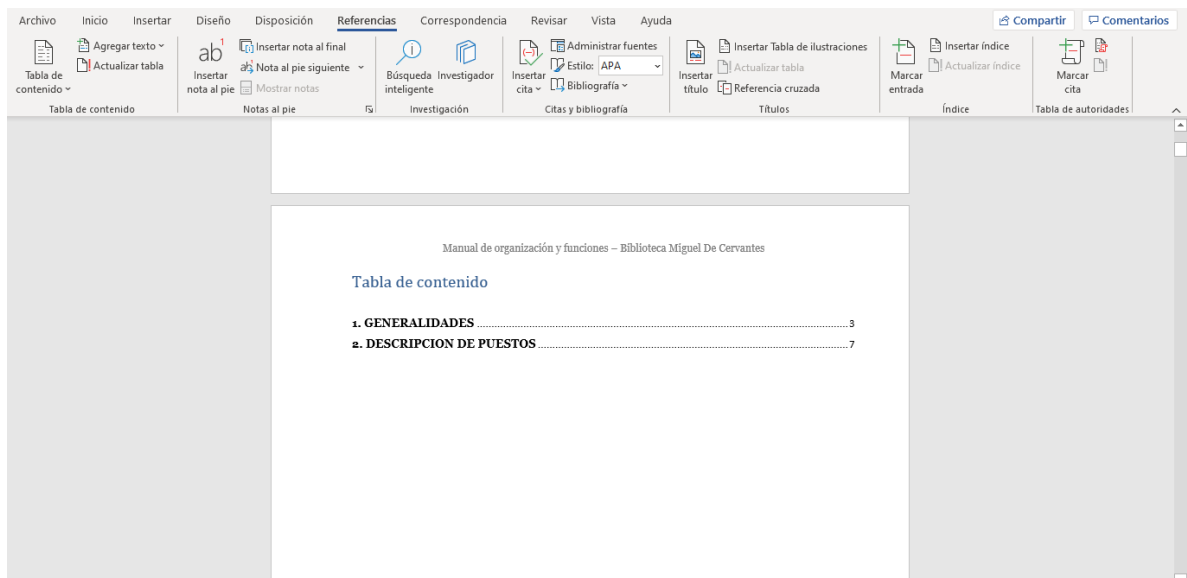 Archivo Inicio Insertar Diseño Disposición Referencias Correspondencia Revisar Vista Ayuda Compartir Comentarios
Tabla de contenido
Agregar texto
Actualizar tabla
Tabla de contenido
ab1
Insertar nota al pie
Insertar nota al final
Nota al pie siguiente
Mostrar notas
Notas al pie
Búsqueda inteligente
Investigador
Investigación
Insertar cita
Administrar fuentes
Estilo: APA
Bibliografía
Citas y bibliografía
Insertar título
Insertar Tabla de ilustraciones
Actualizar tabla
Referencia cruzada
Títulos
Marcar entrada
Insertar índice
Actualizar índice
Índice
Marcar cita
Tabla de autoridades
Manual de organización y funciones – Biblioteca Miguel De Cervantes
Tabla de contenido
1. GENERALIDADES 3
2. DESCRIPCION DE PUESTOS 7